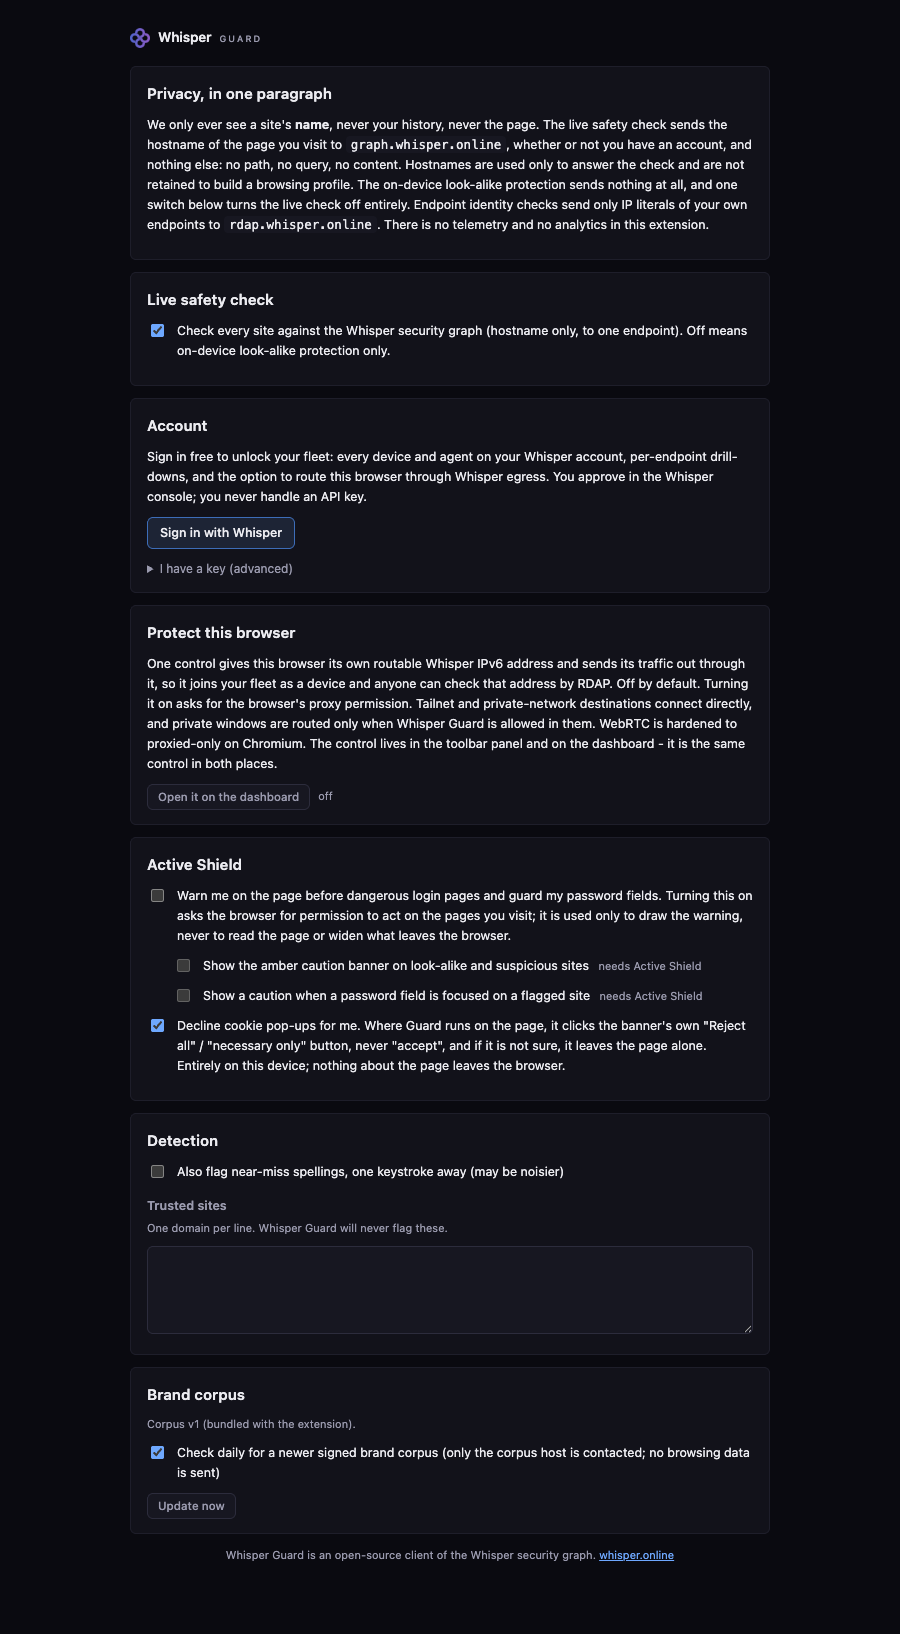 Whisper GUARD
Privacy, in one paragraph
We only ever see a site's name, never your history, never the page. The live safety check sends the
hostname of the page you visit to graph.whisper.online , whether or not you have an account, and
nothing else: no path, no query, no content. Hostnames are used only to answer the check and are not
retained to build a browsing profile. The on-device look-alike protection sends nothing at all, and one
switch below turns the live check off entirely. Endpoint identity checks send only IP literals of your own
endpoints to rdap.whisper.online . There is no telemetry and no analytics in this extension.
Live safety check
Check every site against the Whisper security graph (hostname only, to one endpoint). Off means
on-device look-alike protection only.
Account
Sign in free to unlock your fleet: every device and agent on your Whisper account, per-endpoint drill-
downs, and the option to route this browser through Whisper egress. You approve in the Whisper
console; you never handle an API key.
Sign in with Whisper
I have a key (advanced)
Protect this browser
One control gives this browser its own routable Whisper IPv6 address and sends its traffic out through
it, so it joins your fleet as a device and anyone can check that address by RDAP. Off by default. Turning
it on asks for the browser's proxy permission. Tailnet and private-network destinations connect directly,
and private windows are routed only when Whisper Guard is allowed in them. WebRTC is hardened to
proxied-only on Chromium. The control lives in the toolbar panel and on the dashboard - it is the same
control in both places.
Open it on the dashboard off
Active Shield
Warn me on the page before dangerous login pages and guard my password fields. Turning this on
asks the browser for permission to act on the pages you visit; it is used only to draw the warning,
never to read the page or widen what leaves the browser.
Show the amber caution banner on look-alike and suspicious sites needs Active Shield
Show a caution when a password field is focused on a flagged site needs Active Shield
Decline cookie pop-ups for me. Where Guard runs on the page, it clicks the banner's own "Reject
all" / "necessary only" button, never "accept", and if it is not sure, it leaves the page alone.
Entirely on this device; nothing about the page leaves the browser.
Detection
Also flag near-miss spellings, one keystroke away (may be noisier)
Trusted sites
One domain per line. Whisper Guard will never flag these.
Brand corpus
Corpus v1 (bundled with the extension).
Check daily for a newer signed brand corpus (only the corpus host is contacted; no browsing data
is sent)
Update now
Whisper Guard is an open-source client of the Whisper security graph. whisper.online